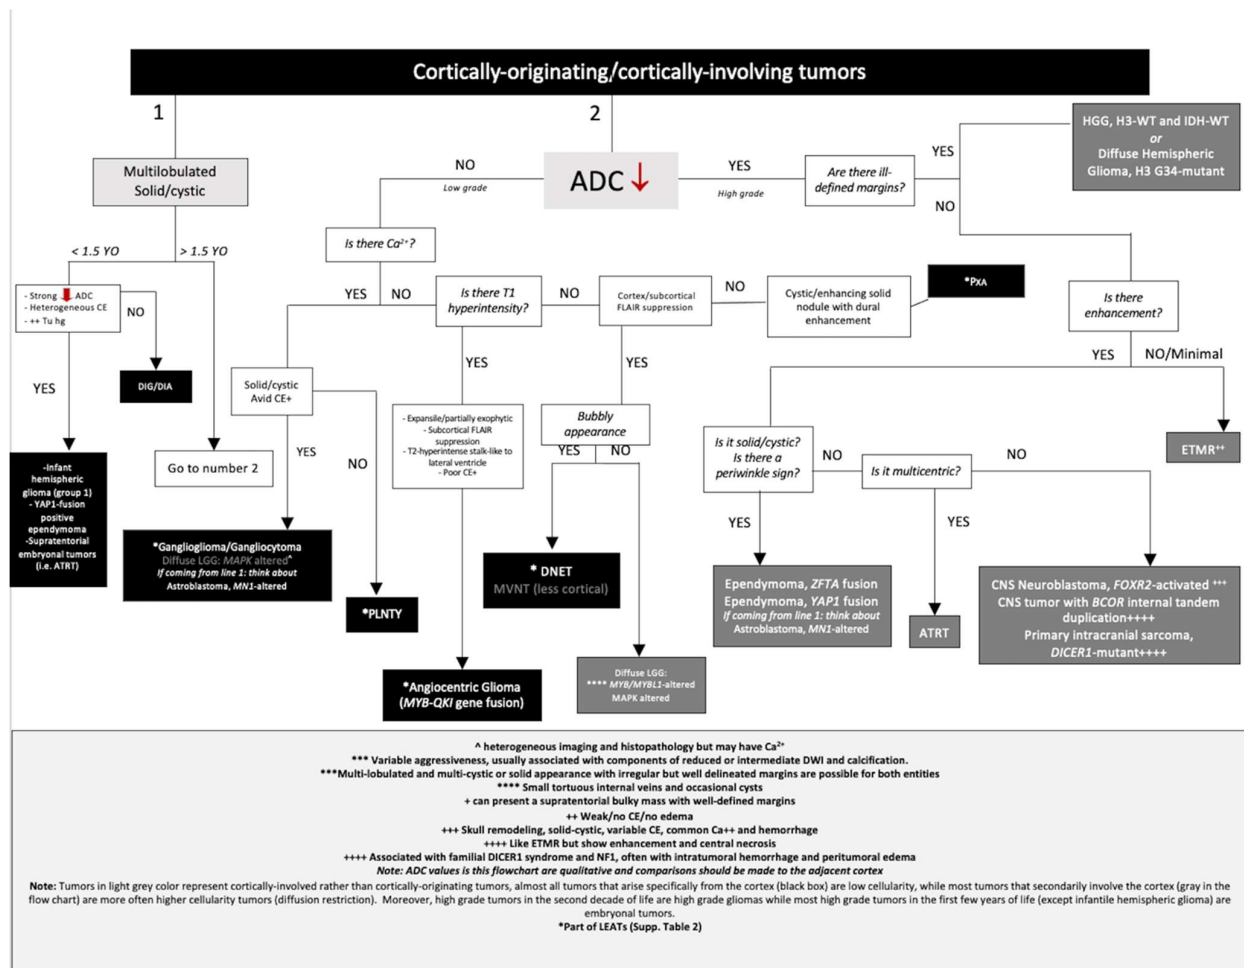 Cortically-originating/cortically-involving tumors
1
2
Multilobulated
Solid/cystic
NO
Low grade
ADC ↓
YES
High grade
Are there ill-
defined margins?
YES
NO
HGG, H3-WT and IDH-WT
or
Diffuse Hemispheric
Glioma, H3 G34-mutant
< 1.5 YO
> 1.5 YO
Is there Ca²⁺?
- Strong ↓ ADC
- Heterogeneous CE
- ++ Tu hg
NO
YES
NO
Is there T1
hyperintensity?
NO
Cortex/subcortical
FLAIR suppression
NO
Cystic/enhancing solid
nodule with dural
enhancement
*PXA
Is there
enhancement?
YES
DIG/DIA
Solid/cystic
Avid CE+
YES
YES
YES
NO/Minimal
- Expansile/partially exophytic
- Subcortical FLAIR
suppression
- T2-hyperintense stalk-like to
lateral ventricle
- Poor CE+
Bubbly
appearance
YES
NO
Is it solid/cystic?
Is there a
periwinkle sign?
NO
Is it multicentric?
NO
ETMR⁺⁺
-Infant
hemispheric
glioma (group 1)
- YAP1-fusion
positive
ependymoma
-Supratentorial
embryonal tumors
(i.e. ATRT)
Go to number 2
YES
NO
YES
YES
*Ganglioglioma/Gangliocytoma
Diffuse LGG: MAPK altered^
If coming from line 1: think about
Astroblastoma, MN1-altered
*PLNTY
* DNET
MVNT (less cortical)
Ependymoma, ZFTA fusion
Ependymoma, YAP1 fusion
If coming from line 1: think about
Astroblastoma, MN1-altered
ATRT
CNS Neuroblastoma, FOXR2-activated ⁺⁺⁺
CNS tumor with BCOR internal tandem
duplication++++
Primary intracranial sarcoma,
DICER1-mutant++++
*Angiocentric Glioma
(MYB-QKI gene fusion)
Diffuse LGG:
**** MYB/MYBL1-altered
MAPK altered
^ heterogeneous imaging and histopathology but may have Ca²⁺
*** Variable aggressiveness, usually associated with components of reduced or intermediate DWI and calcification.
***Multi-lobulated and multi-cystic or solid appearance with irregular but well delineated margins are possible for both entities
**** Small tortuous internal veins and occasional cysts
+ can present a supratentorial bulky mass with well-defined margins
++ Weak/no CE/no edema
+++ Skull remodeling, solid-cystic, variable CE, common Ca++ and hemorrhage
++++ Like ETMR but show enhancement and central necrosis
++++ Associated with familial DICER1 syndrome and NF1, often with intratumoral hemorrhage and peritumoral edema
Note: ADC values is this flowchart are qualitative and comparisons should be made to the adjacent cortex
Note: Tumors in light grey color represent cortically-involved rather than cortically-originating tumors, almost all tumors that arise specifically from the cortex (black box) are low cellularity, while most tumors that secondarily involve the cortex (gray in the
flow chart) are more often higher cellularity tumors (diffusion restriction). Moreover, high grade tumors in the second decade of life are high grade gliomas while most high grade tumors in the first few years of life (except infantile hemispheric glioma) are
embryonal tumors.
*Part of LEATs (Supp. Table 2)